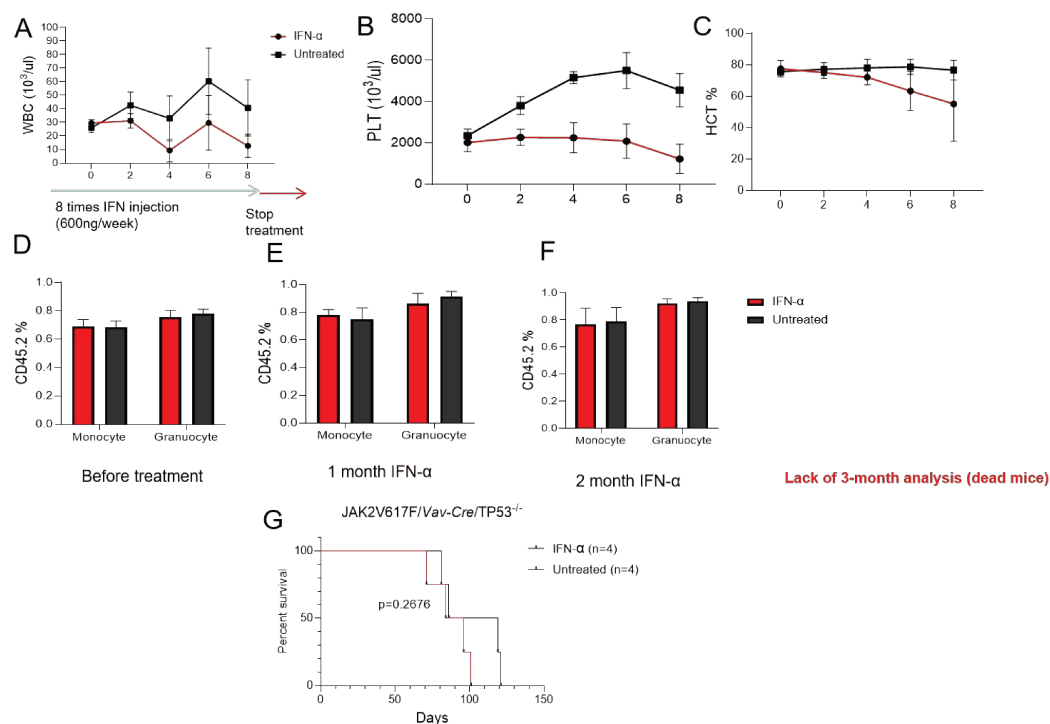 A
IFN-α
Untreated
WBC (10³/ul)
100
90
80
70
60
50
40
30
20
10
0
0 2 4 6 8
8 times IFN injection
(600ng/week)
Stop
treatment
B
PLT (10³/ul)
8000
6000
4000
2000
0
0 2 4 6 8
C
HCT %
100
80
60
40
20
0
0 2 4 6 8
D
CD45.2 %
1.0
0.8
0.6
0.4
0.2
0.0
Monocyte Granuocyte
Before treatment
E
CD45.2 %
1.0
0.8
0.6
0.4
0.2
0.0
Monocyte Granuocyte
1 month IFN-α
F
CD45.2 %
1.0
0.8
0.6
0.4
0.2
0.0
Monocyte Granuocyte
2 month IFN-α
IFN-α
Untreated
Lack of 3-month analysis (dead mice)
G
JAK2V617F/Vav-Cre/TP53-/-
IFN-α (n=4)
Untreated (n=4)
p=0.2676
Percent survival
100
50
0
0 50 100 150
Days